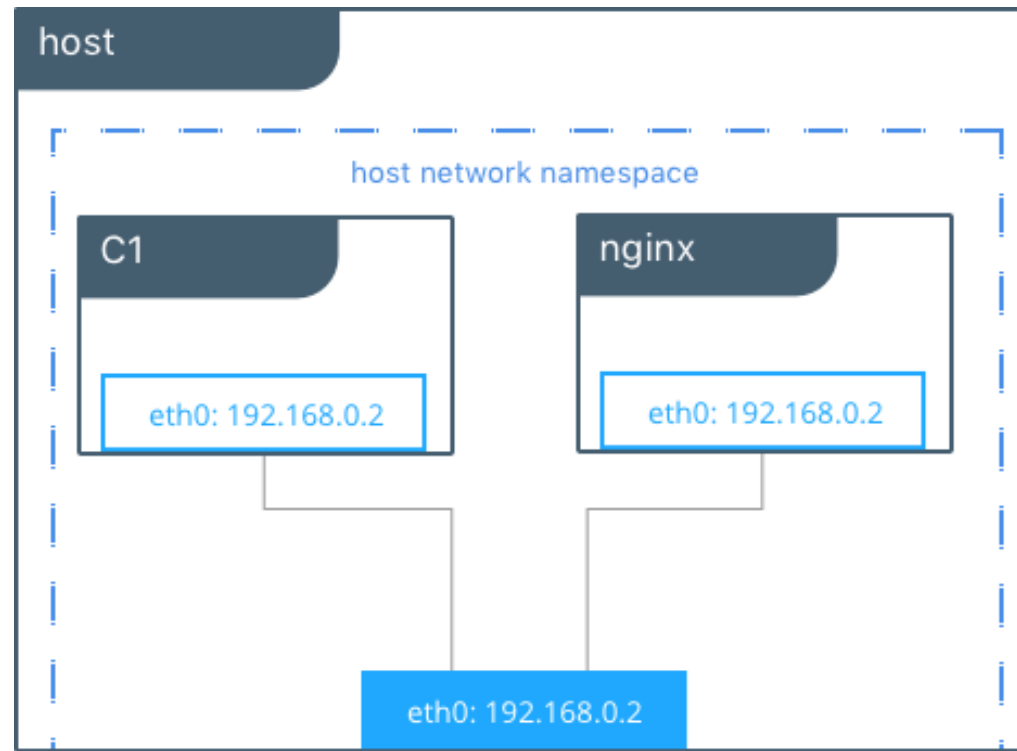 host
host network namespace
C1
nginx
eth0: 192.168.0.2
eth0: 192.168.0.2
eth0: 192.168.0.2